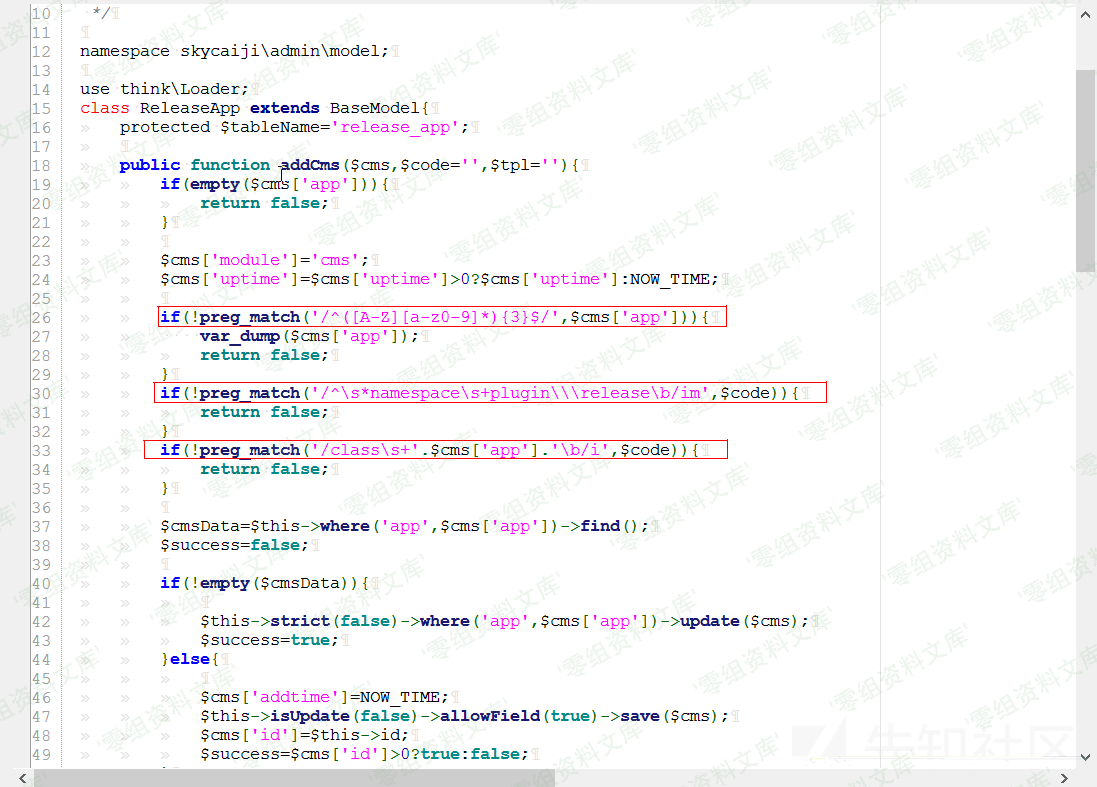 10 */
11
12 namespace skycaiji\admin\model;
13
14 use think\Loader;
15 class ReleaseApp extends BaseModel{
16 protected $tableName='release_app';
17
18 public function addCms($cms,$code='',$tpl=''){
19 if(empty($cms['app'])){
20 return false;
21 }
22
23 $cms['module']='cms';
24 $cms['uptime']=$cms['uptime']>0?$cms['uptime']:NOW_TIME;
25
26 if(!preg_match('/^([A-Z][a-z0-9]*){3}$/',$cms['app'])){
27 var_dump($cms['app']);
28 return false;
29 }
30 if(!preg_match('/^\s*namespace\s+plugin\\\release\b/im',$code)){
31 return false;
32 }
33 if(!preg_match('/class\s+'.$cms['app'].'\b/i',$code)){
34 return false;
35 }
36
37 $cmsData=$this->where('app',$cms['app'])->find();
38 $success=false;
39
40 if(!empty($cmsData)){
41
42 $this->strict(false)->where('app',$cms['app'])->update($cms);
43 $success=true;
44 }else{
45
46 $cms['addtime']=NOW_TIME;
47 $this->isUpdate(false)->allowField(true)->save($cms);
48 $cms['id']=$this->id;
49 $success=$cms['id']>0?true:false;
零组资料文库